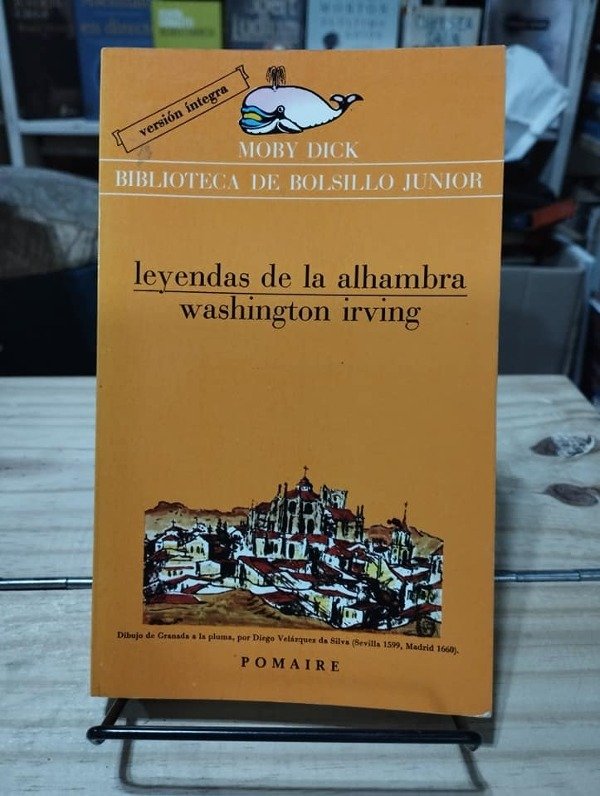 versión íntegra
MOBY DICK
BIBLIOTECA DE BOLSILLO JUNIOR
leyendas de la alhambra
washington irving
Dibujo de Granada a la pluma, por Diego Velázquez da Silva (Sevilla 1599, Madrid 1660).
POMAIRE